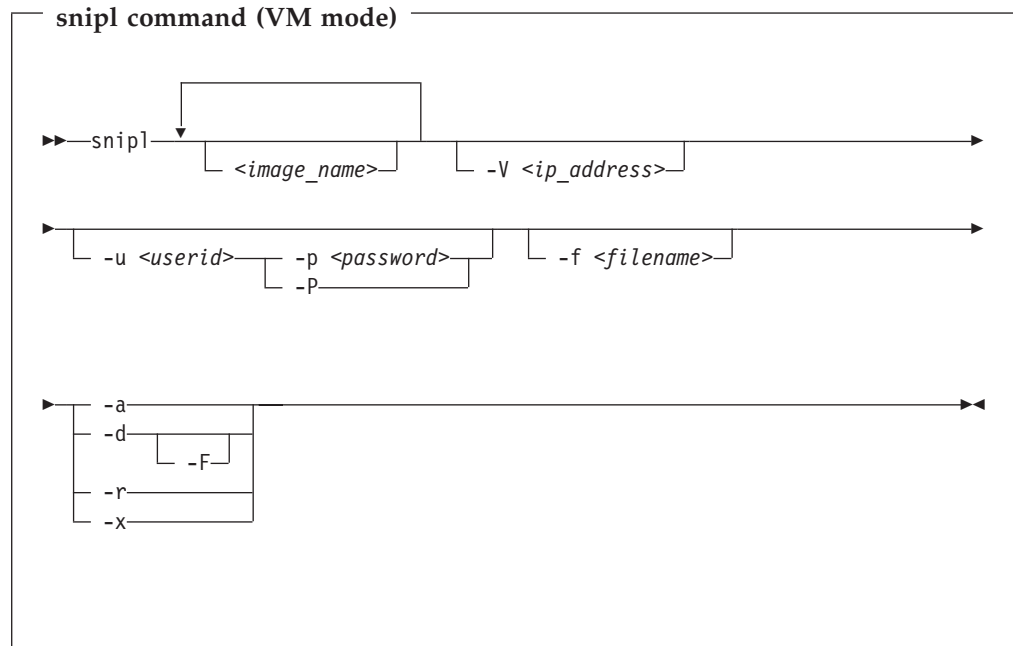 snipl command (VM mode)
snipl
<image_name>
-V <ip_address>
-u <userid>
-p <password>
-P
-f <filename>
-a
-d
-F
-r
-x